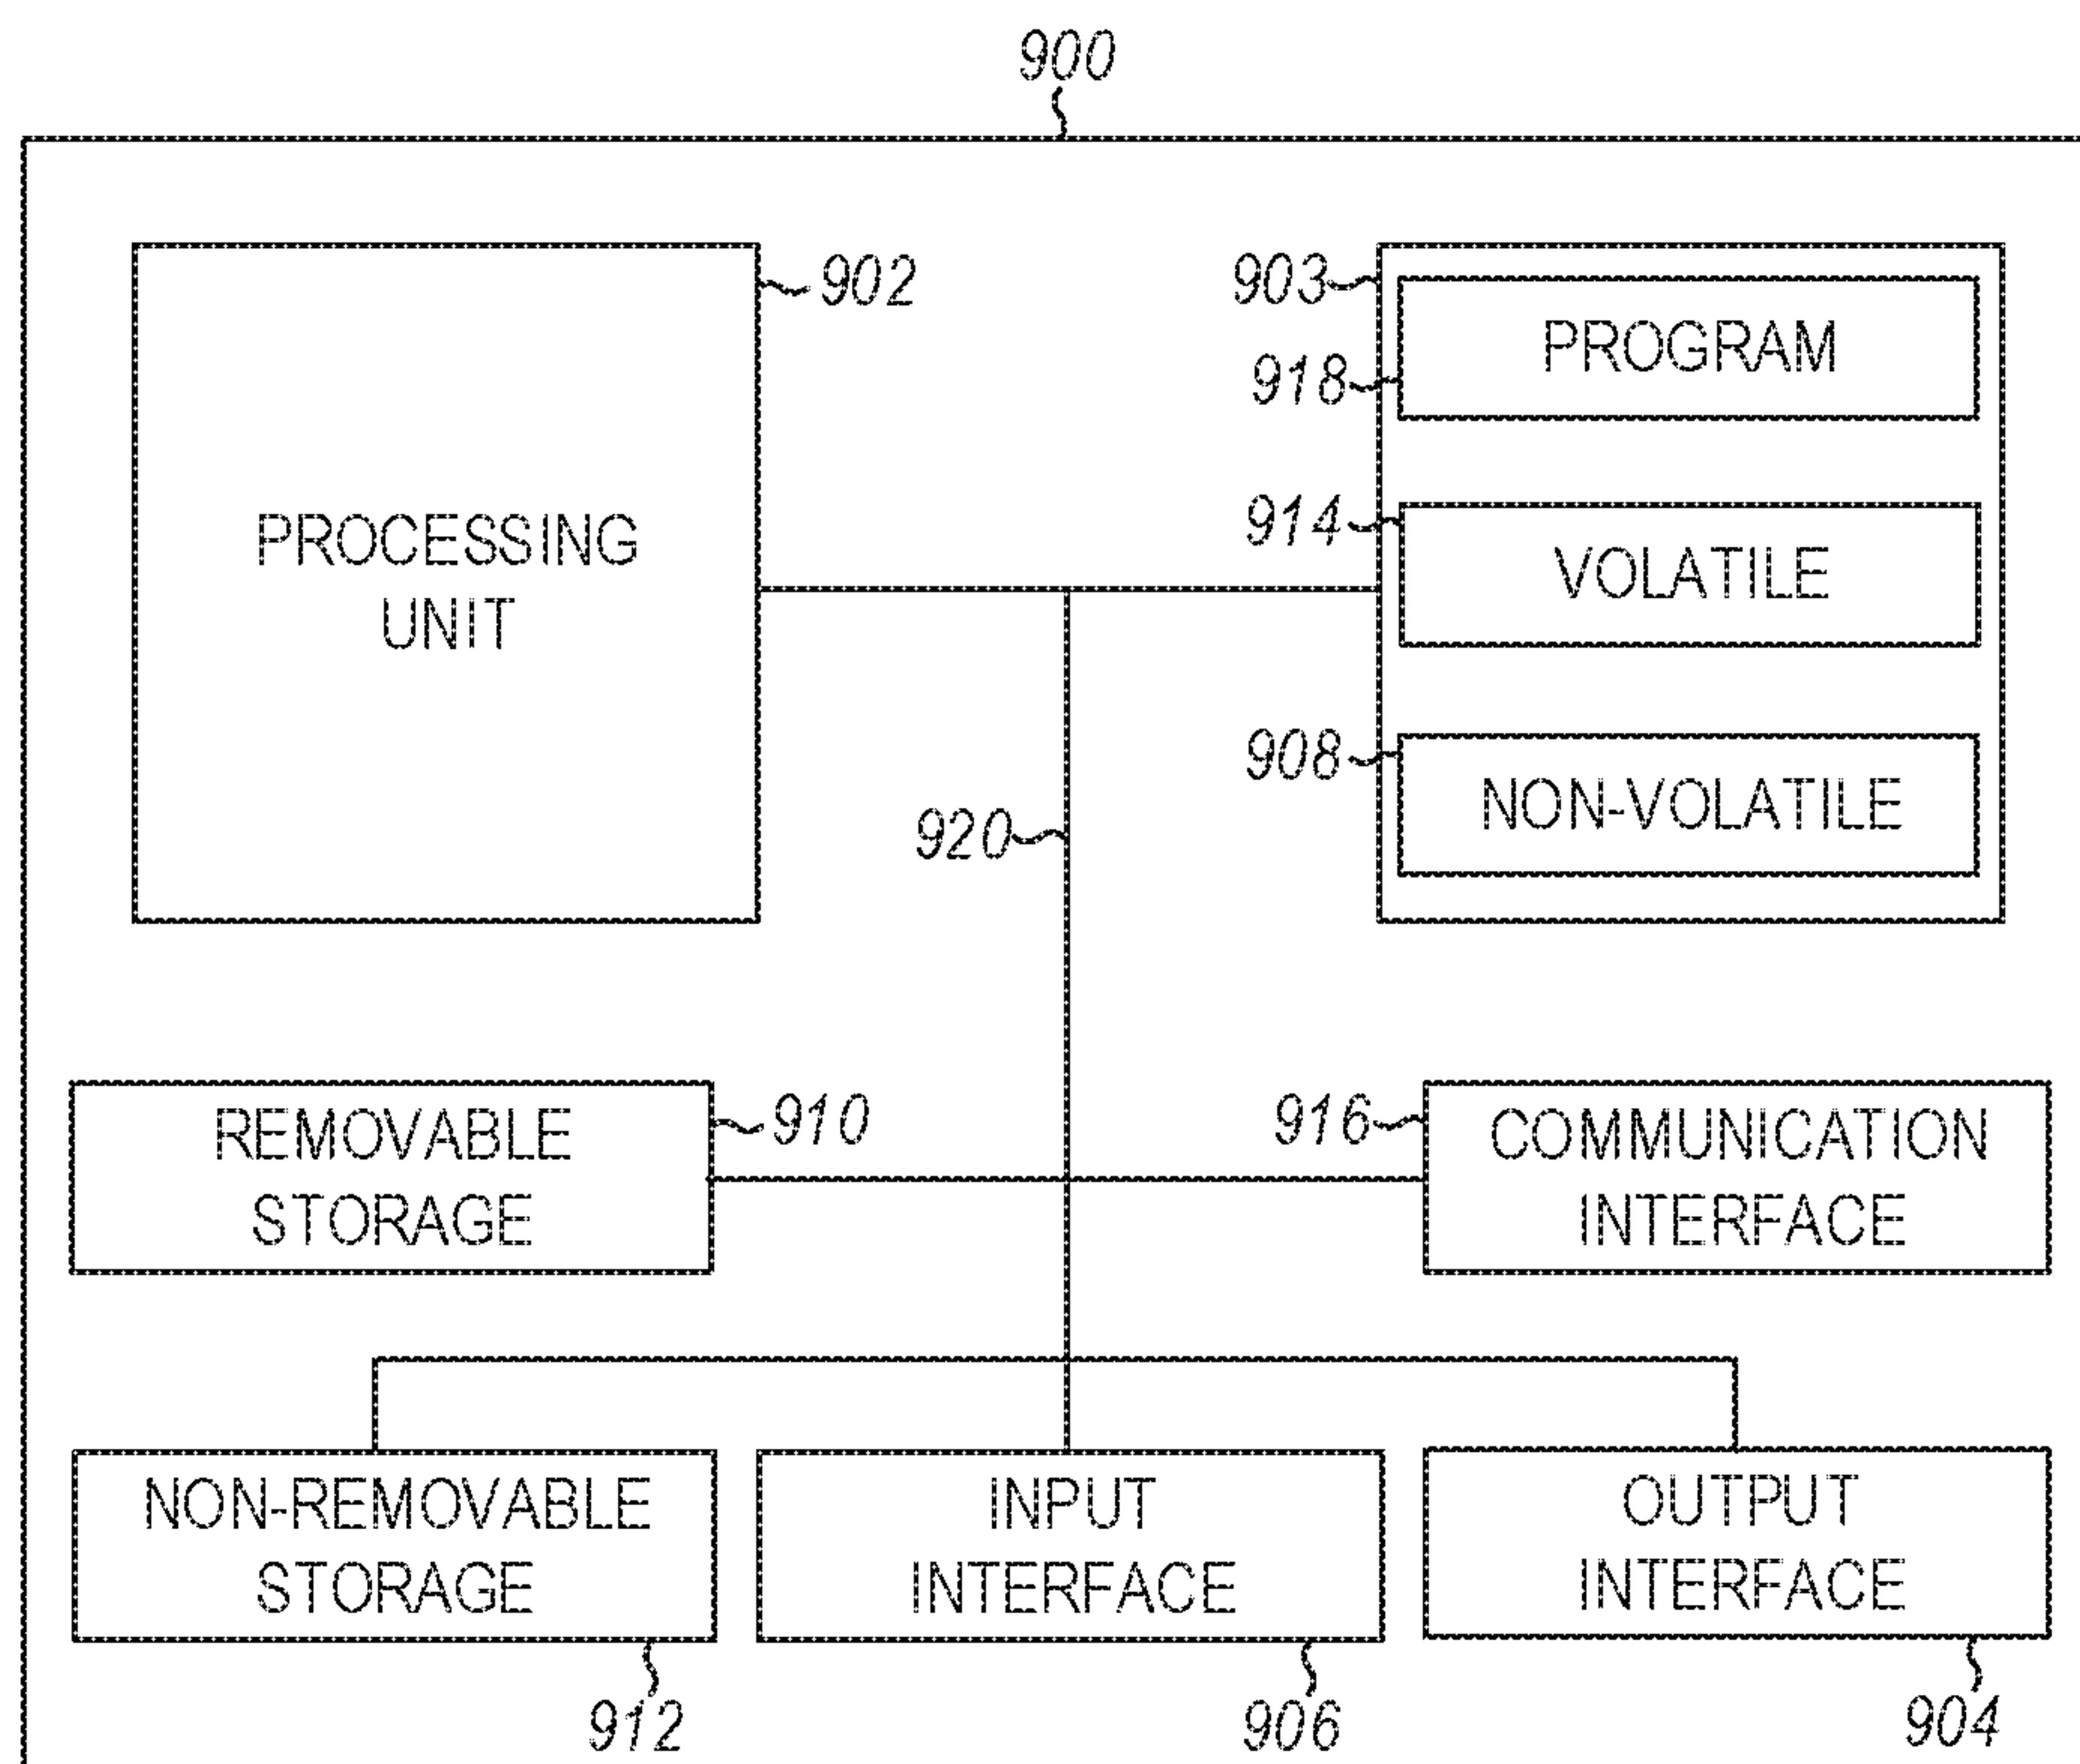 900
902
903
PROGRAM
918
914
VOLATILE
PROCESSING
UNIT
908
NON-VOLATILE
920
REMOVABLE
STORAGE
910
916
COMMUNICATION
INTERFACE
NON-REMOVABLE
STORAGE
INPUT
INTERFACE
OUTPUT
INTERFACE
912
906
904